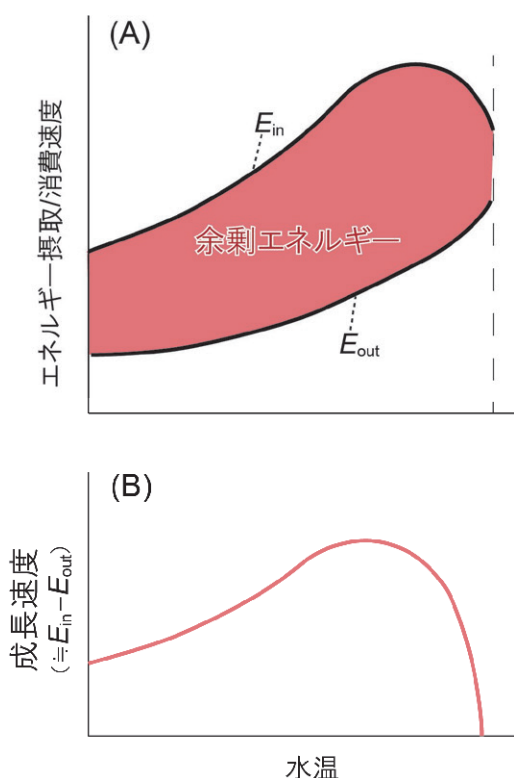 (A)
エネルギー摂取/消費速度
Ein
余剰エネルギー
Eout
(B)
成長速度
(≒Ein−Eout)
水温